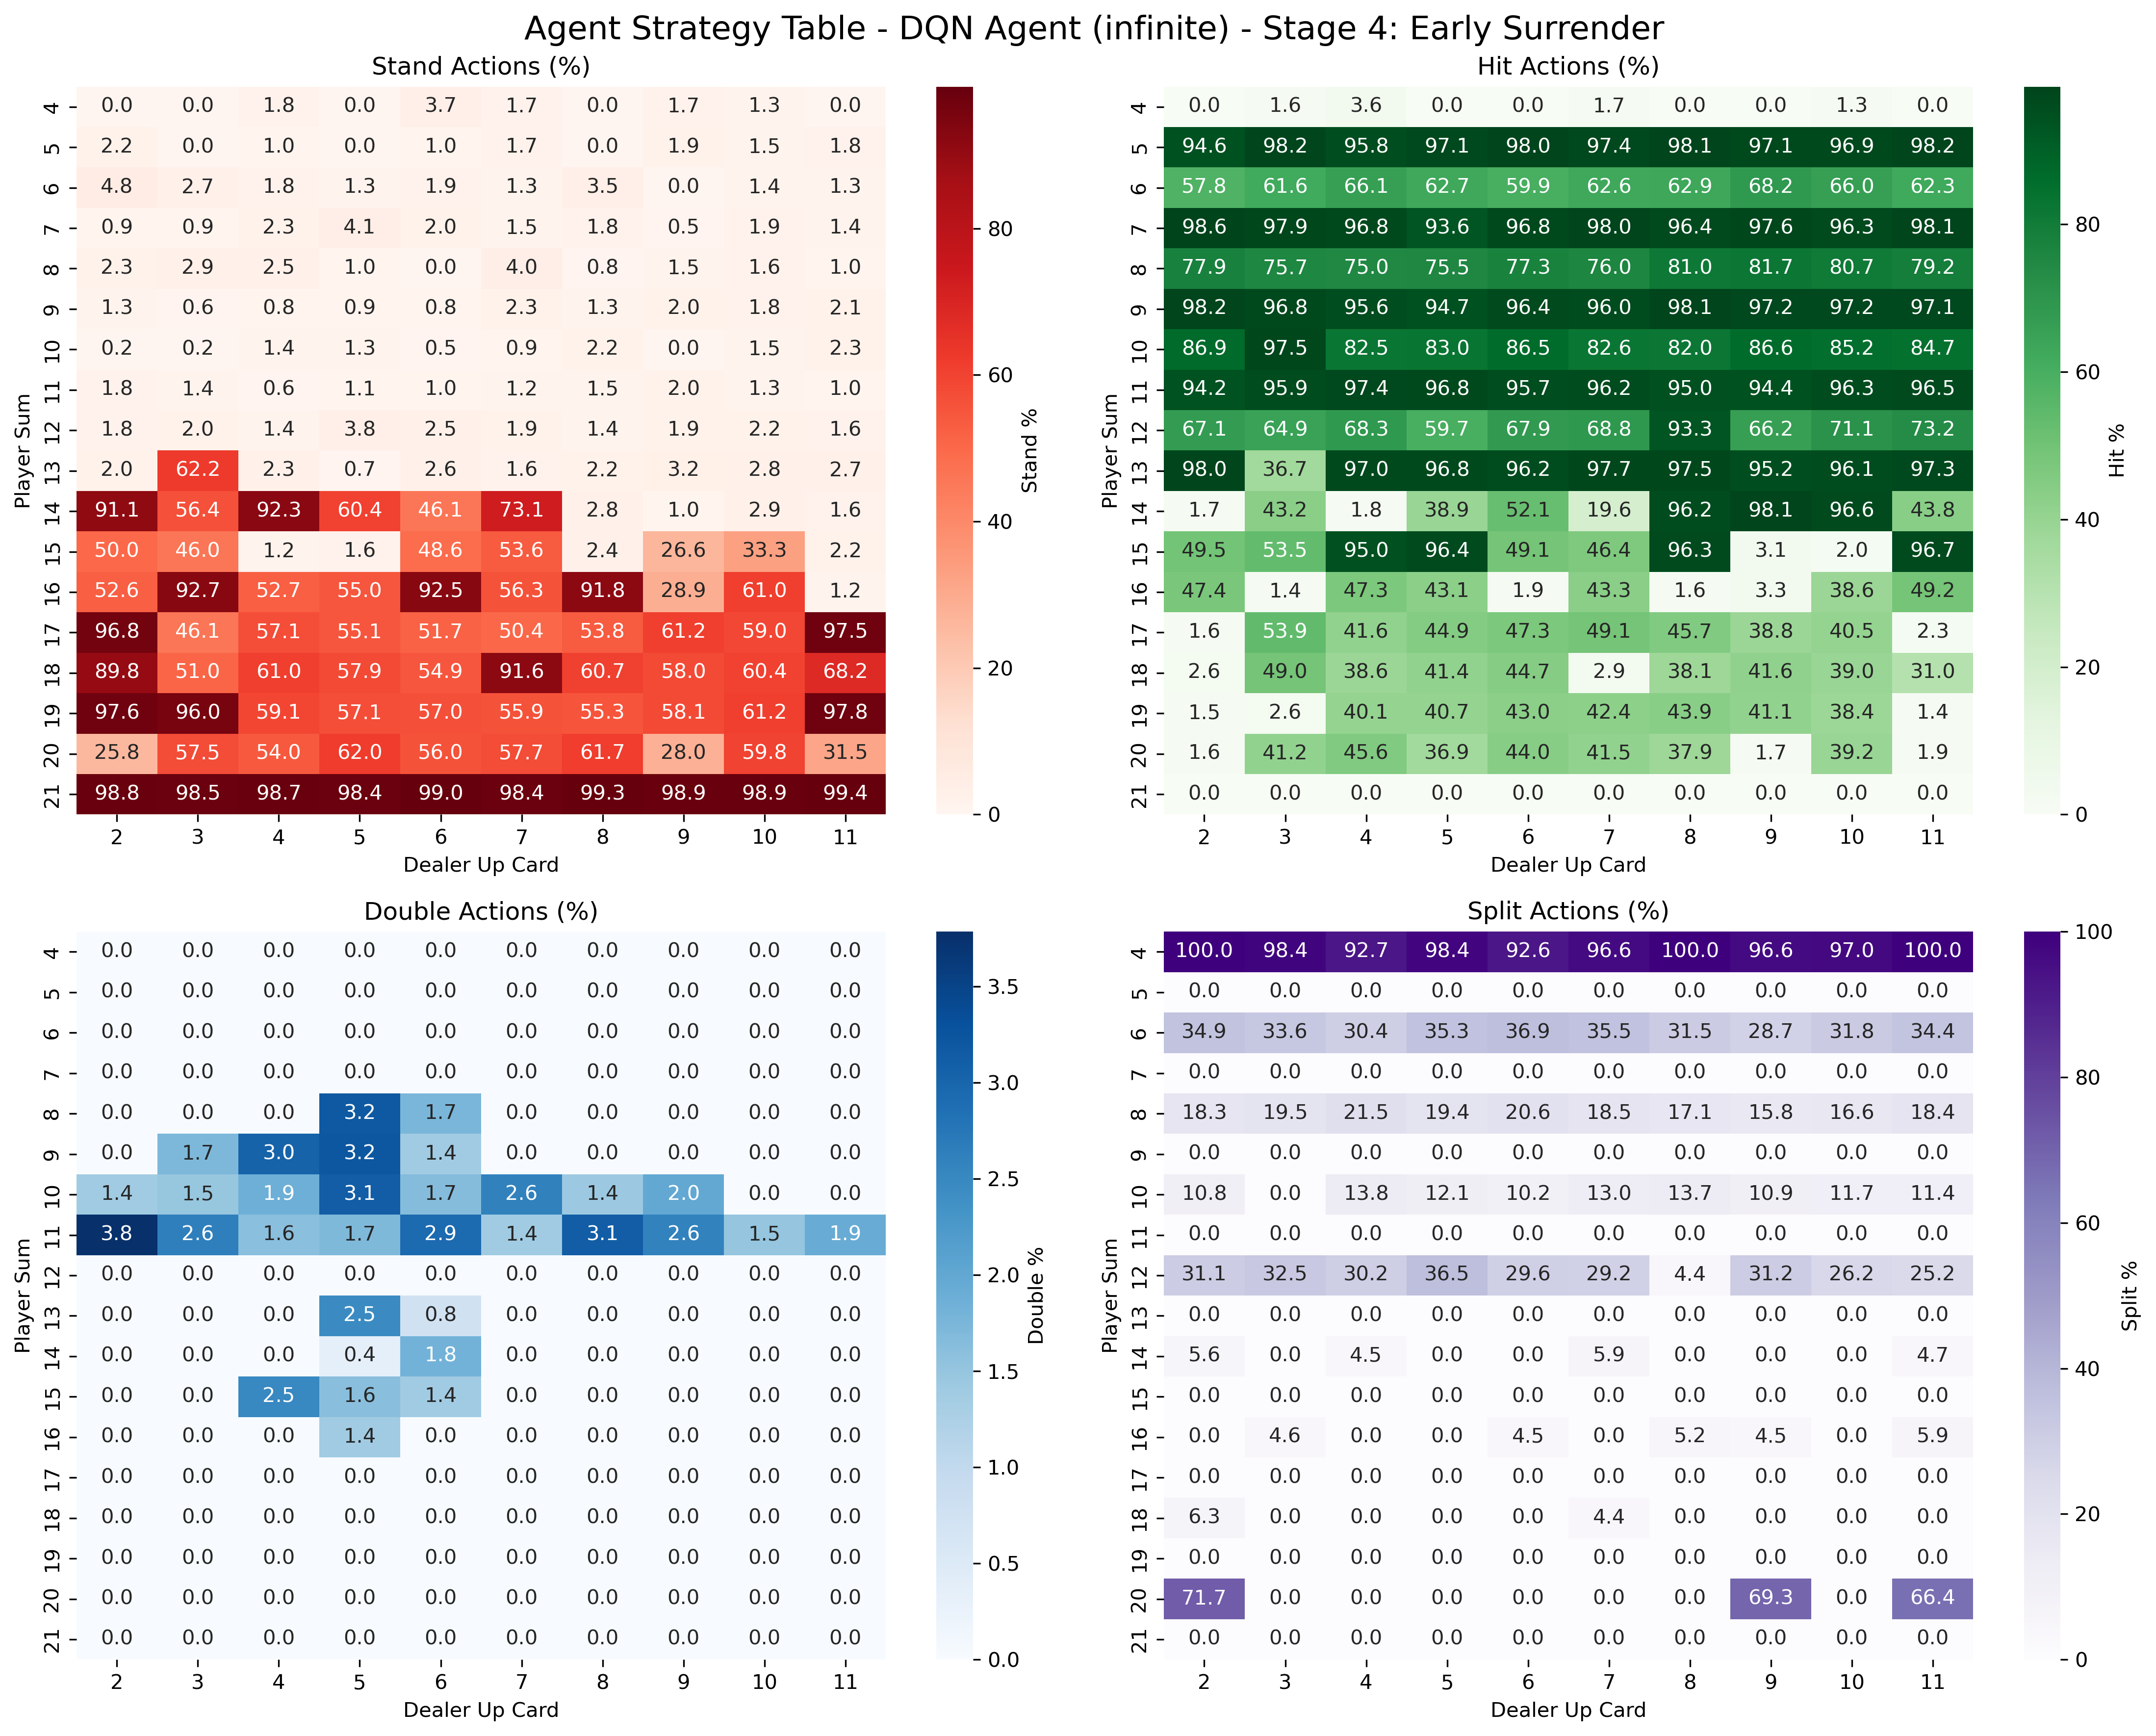 Agent Strategy Table - DQN Agent (infinite) - Stage 4: Early Surrender
Stand Actions (%)
4 0.0 0.0 1.8 0.0 3.7 1.7 0.0 1.7 1.3 0.0
5 2.2 0.0 1.0 0.0 1.0 1.7 0.0 1.9 1.5 1.8
6 4.8 2.7 1.8 1.3 1.9 1.3 3.5 0.0 1.4 1.3
7 0.9 0.9 2.3 4.1 2.0 1.5 1.8 0.5 1.9 1.4
8 2.3 2.9 2.5 1.0 0.0 4.0 0.8 1.5 1.6 1.0
9 1.3 0.6 0.8 0.9 0.8 2.3 1.3 2.0 1.8 2.1
10 0.2 0.2 1.4 1.3 0.5 0.9 2.2 0.0 1.5 2.3
11 1.8 1.4 0.6 1.1 1.0 1.2 1.5 2.0 1.3 1.0
12 1.8 2.0 1.4 3.8 2.5 1.9 1.4 1.9 2.2 1.6
13 2.0 62.2 2.3 0.7 2.6 1.6 2.2 3.2 2.8 2.7
14 91.1 56.4 92.3 60.4 46.1 73.1 2.8 1.0 2.9 1.6
15 50.0 46.0 1.2 1.6 48.6 53.6 2.4 26.6 33.3 2.2
16 52.6 92.7 52.7 55.0 92.5 56.3 91.8 28.9 61.0 1.2
17 96.8 46.1 57.1 55.1 51.7 50.4 53.8 61.2 59.0 97.5
18 89.8 51.0 61.0 57.9 54.9 91.6 60.7 58.0 60.4 68.2
19 97.6 96.0 59.1 57.1 57.0 55.9 55.3 58.1 61.2 97.8
20 25.8 57.5 54.0 62.0 56.0 57.7 61.7 28.0 59.8 31.5
21 98.8 98.5 98.7 98.4 99.0 98.4 99.3 98.9 98.9 99.4
2 3 4 5 6 7 8 9 10 11
Dealer Up Card
Player Sum
80
60
40
20
0
Stand %
Hit Actions (%)
4 0.0 1.6 3.6 0.0 0.0 1.7 0.0 0.0 1.3 0.0
5 94.6 98.2 95.8 97.1 98.0 97.4 98.1 97.1 96.9 98.2
6 57.8 61.6 66.1 62.7 59.9 62.6 62.9 68.2 66.0 62.3
7 98.6 97.9 96.8 93.6 96.8 98.0 96.4 97.6 96.3 98.1
8 77.9 75.7 75.0 75.5 77.3 76.0 81.0 81.7 80.7 79.2
9 98.2 96.8 95.6 94.7 96.4 96.0 98.1 97.2 97.2 97.1
10 86.9 97.5 82.5 83.0 86.5 82.6 82.0 86.6 85.2 84.7
11 94.2 95.9 97.4 96.8 95.7 96.2 95.0 94.4 96.3 96.5
12 67.1 64.9 68.3 59.7 67.9 68.8 93.3 66.2 71.1 73.2
13 98.0 36.7 97.0 96.8 96.2 97.7 97.5 95.2 96.1 97.3
14 1.7 43.2 1.8 38.9 52.1 19.6 96.2 98.1 96.6 43.8
15 49.5 53.5 95.0 96.4 49.1 46.4 96.3 3.1 2.0 96.7
16 47.4 1.4 47.3 43.1 1.9 43.3 1.6 3.3 38.6 49.2
17 1.6 53.9 41.6 44.9 47.3 49.1 45.7 38.8 40.5 2.3
18 2.6 49.0 38.6 41.4 44.7 2.9 38.1 41.6 39.0 31.0
19 1.5 2.6 40.1 40.7 43.0 42.4 43.9 41.1 38.4 1.4
20 1.6 41.2 45.6 36.9 44.0 41.5 37.9 1.7 39.2 1.9
21 0.0 0.0 0.0 0.0 0.0 0.0 0.0 0.0 0.0 0.0
2 3 4 5 6 7 8 9 10 11
Dealer Up Card
Player Sum
80
60
40
20
0
Hit %
Double Actions (%)
4 0.0 0.0 0.0 0.0 0.0 0.0 0.0 0.0 0.0 0.0
5 0.0 0.0 0.0 0.0 0.0 0.0 0.0 0.0 0.0 0.0
6 0.0 0.0 0.0 0.0 0.0 0.0 0.0 0.0 0.0 0.0
7 0.0 0.0 0.0 0.0 0.0 0.0 0.0 0.0 0.0 0.0
8 0.0 0.0 0.0 3.2 1.7 0.0 0.0 0.0 0.0 0.0
9 0.0 1.7 3.0 3.2 1.4 0.0 0.0 0.0 0.0 0.0
10 1.4 1.5 1.9 3.1 1.7 2.6 1.4 2.0 0.0 0.0
11 3.8 2.6 1.6 1.7 2.9 1.4 3.1 2.6 1.5 1.9
12 0.0 0.0 0.0 0.0 0.0 0.0 0.0 0.0 0.0 0.0
13 0.0 0.0 0.0 2.5 0.8 0.0 0.0 0.0 0.0 0.0
14 0.0 0.0 0.0 0.4 1.8 0.0 0.0 0.0 0.0 0.0
15 0.0 0.0 2.5 1.6 1.4 0.0 0.0 0.0 0.0 0.0
16 0.0 0.0 0.0 1.4 0.0 0.0 0.0 0.0 0.0 0.0
17 0.0 0.0 0.0 0.0 0.0 0.0 0.0 0.0 0.0 0.0
18 0.0 0.0 0.0 0.0 0.0 0.0 0.0 0.0 0.0 0.0
19 0.0 0.0 0.0 0.0 0.0 0.0 0.0 0.0 0.0 0.0
20 0.0 0.0 0.0 0.0 0.0 0.0 0.0 0.0 0.0 0.0
21 0.0 0.0 0.0 0.0 0.0 0.0 0.0 0.0 0.0 0.0
2 3 4 5 6 7 8 9 10 11
Dealer Up Card
Player Sum
3.5
3.0
2.5
2.0
1.5
1.0
0.5
0.0
Double %
Split Actions (%)
4 100.0 98.4 92.7 98.4 92.6 96.6 100.0 96.6 97.0 100.0
5 0.0 0.0 0.0 0.0 0.0 0.0 0.0 0.0 0.0 0.0
6 34.9 33.6 30.4 35.3 36.9 35.5 31.5 28.7 31.8 34.4
7 0.0 0.0 0.0 0.0 0.0 0.0 0.0 0.0 0.0 0.0
8 18.3 19.5 21.5 19.4 20.6 18.5 17.1 15.8 16.6 18.4
9 0.0 0.0 0.0 0.0 0.0 0.0 0.0 0.0 0.0 0.0
10 10.8 0.0 13.8 12.1 10.2 13.0 13.7 10.9 11.7 11.4
11 0.0 0.0 0.0 0.0 0.0 0.0 0.0 0.0 0.0 0.0
12 31.1 32.5 30.2 36.5 29.6 29.2 4.4 31.2 26.2 25.2
13 0.0 0.0 0.0 0.0 0.0 0.0 0.0 0.0 0.0 0.0
14 5.6 0.0 4.5 0.0 0.0 5.9 0.0 0.0 0.0 4.7
15 0.0 0.0 0.0 0.0 0.0 0.0 0.0 0.0 0.0 0.0
16 0.0 4.6 0.0 0.0 4.5 0.0 5.2 4.5 0.0 5.9
17 0.0 0.0 0.0 0.0 0.0 0.0 0.0 0.0 0.0 0.0
18 6.3 0.0 0.0 0.0 0.0 4.4 0.0 0.0 0.0 0.0
19 0.0 0.0 0.0 0.0 0.0 0.0 0.0 0.0 0.0 0.0
20 71.7 0.0 0.0 0.0 0.0 0.0 0.0 69.3 0.0 66.4
21 0.0 0.0 0.0 0.0 0.0 0.0 0.0 0.0 0.0 0.0
2 3 4 5 6 7 8 9 10 11
Dealer Up Card
Player Sum
100
80
60
40
20
0
Split %